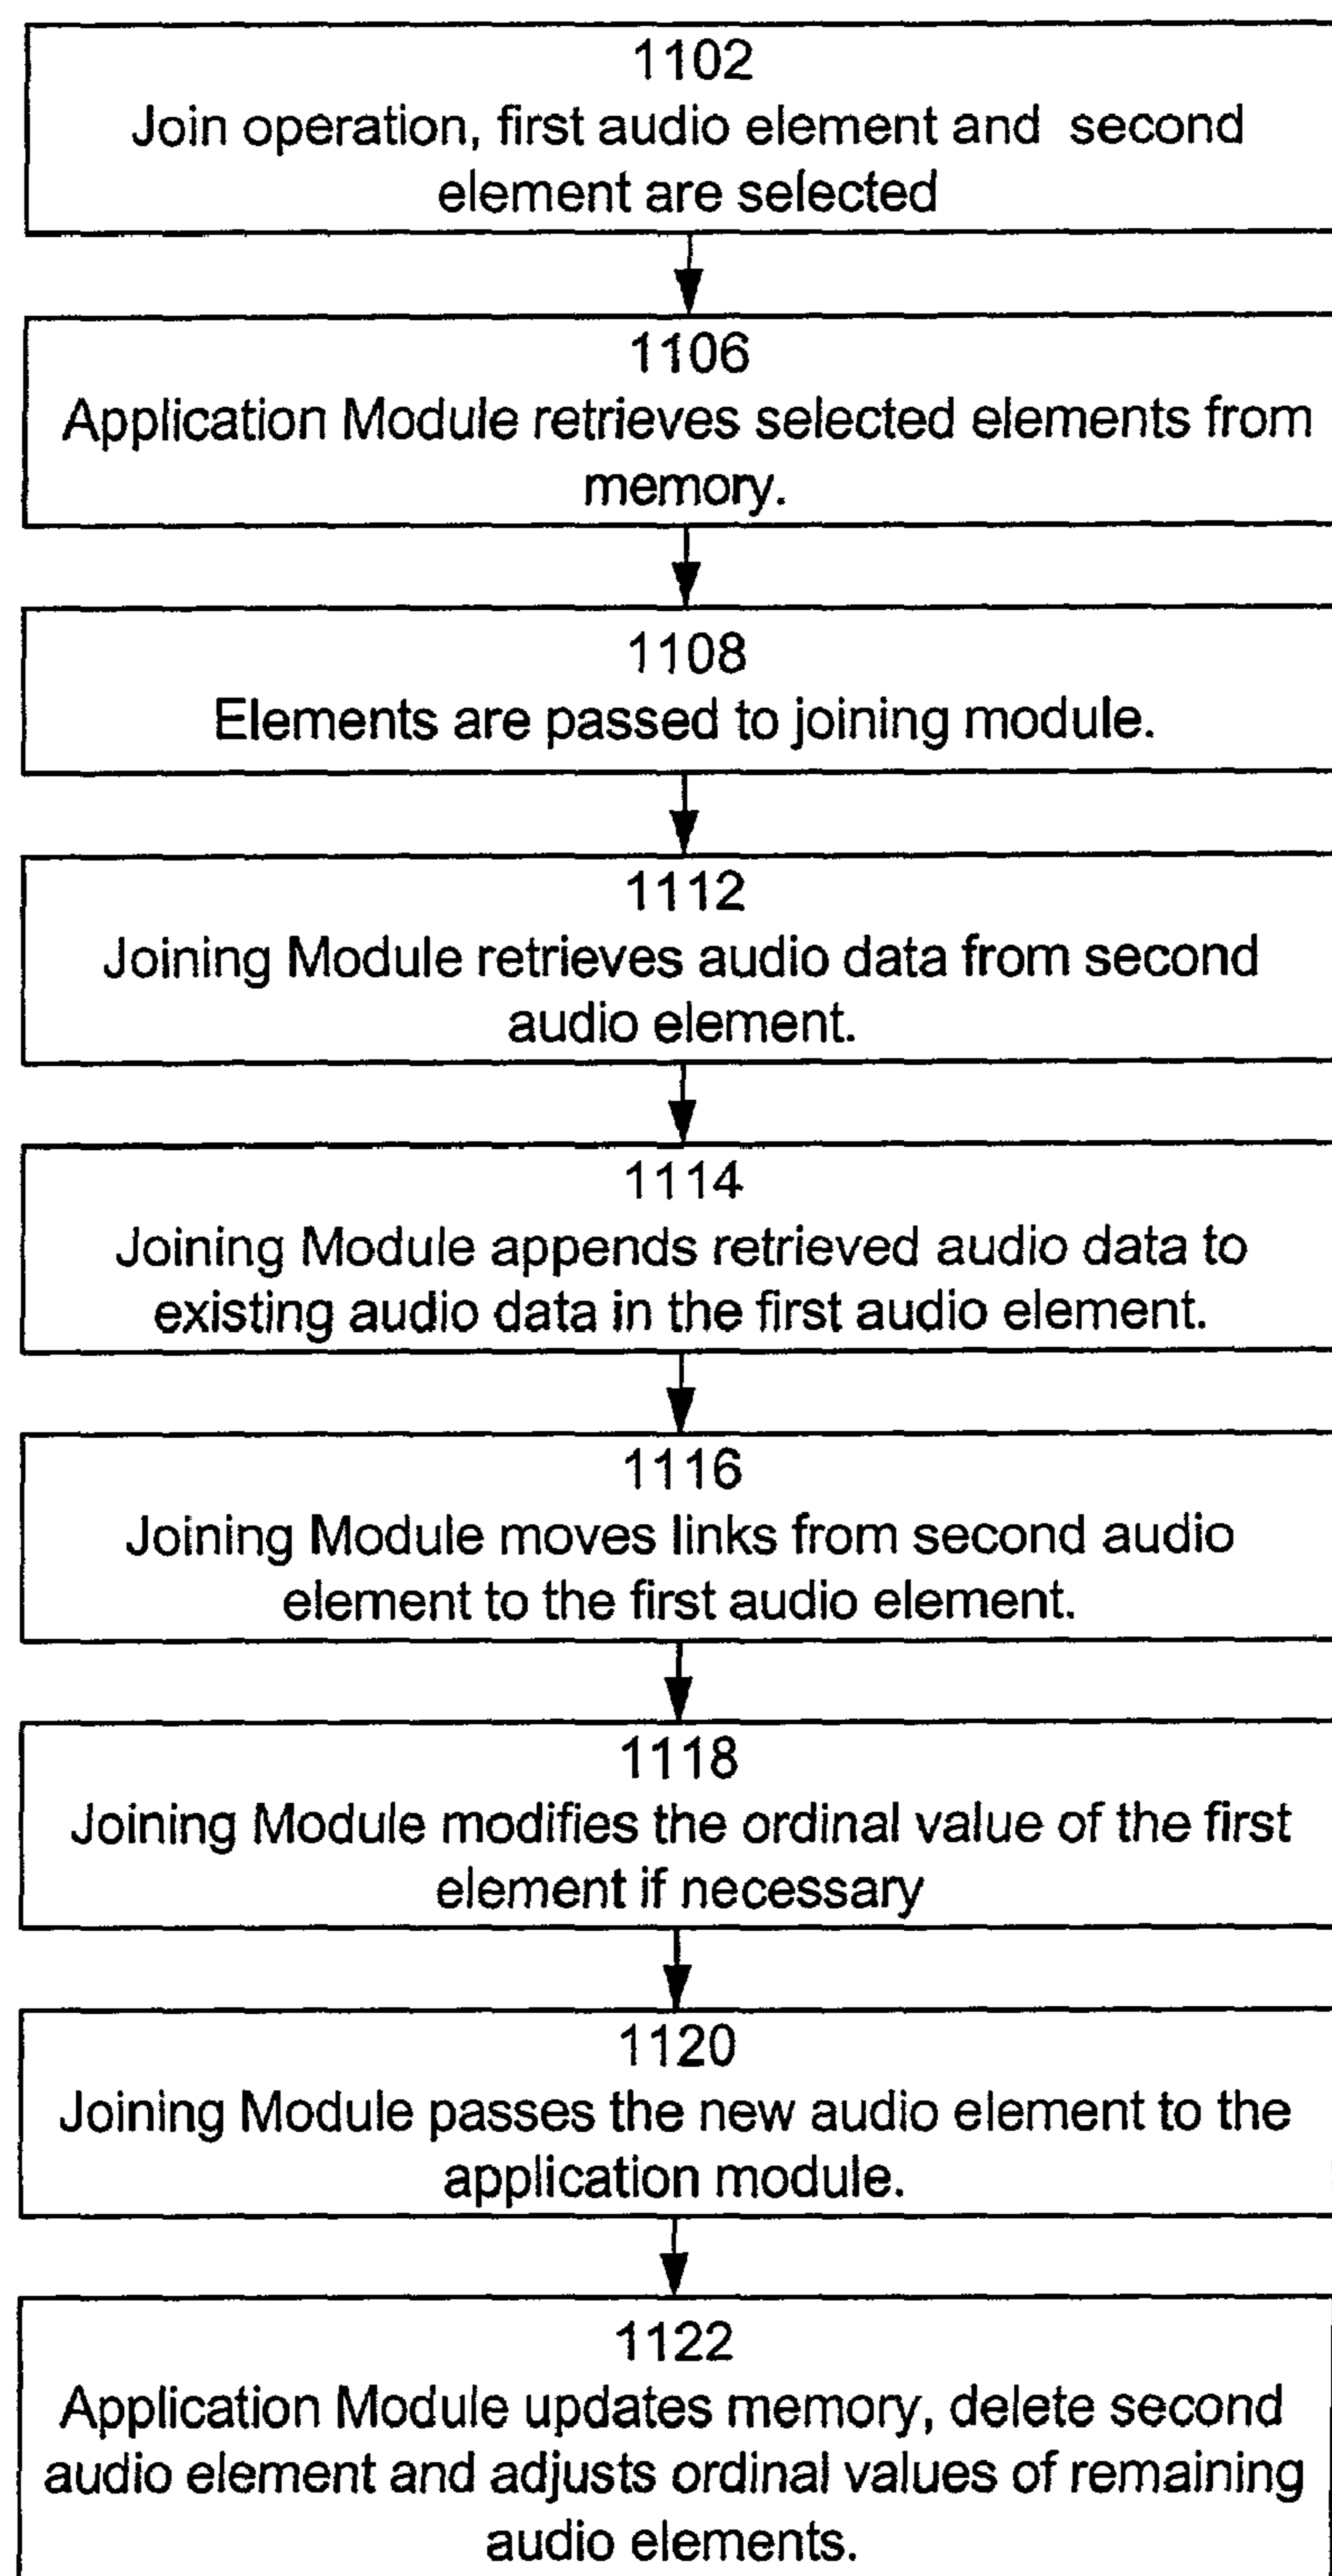 1102
Join operation, first audio element and second
element are selected
1106
Application Module retrieves selected elements from
memory.
1108
Elements are passed to joining module.
1112
Joining Module retrieves audio data from second
audio element.
1114
Joining Module appends retrieved audio data to
existing audio data in the first audio element.
1116
Joining Module moves links from second audio
element to the first audio element.
1118
Joining Module modifies the ordinal value of the first
element if necessary
1120
Joining Module passes the new audio element to the
application module.
1122
Application Module updates memory, delete second
audio element and adjusts ordinal values of remaining
audio elements.